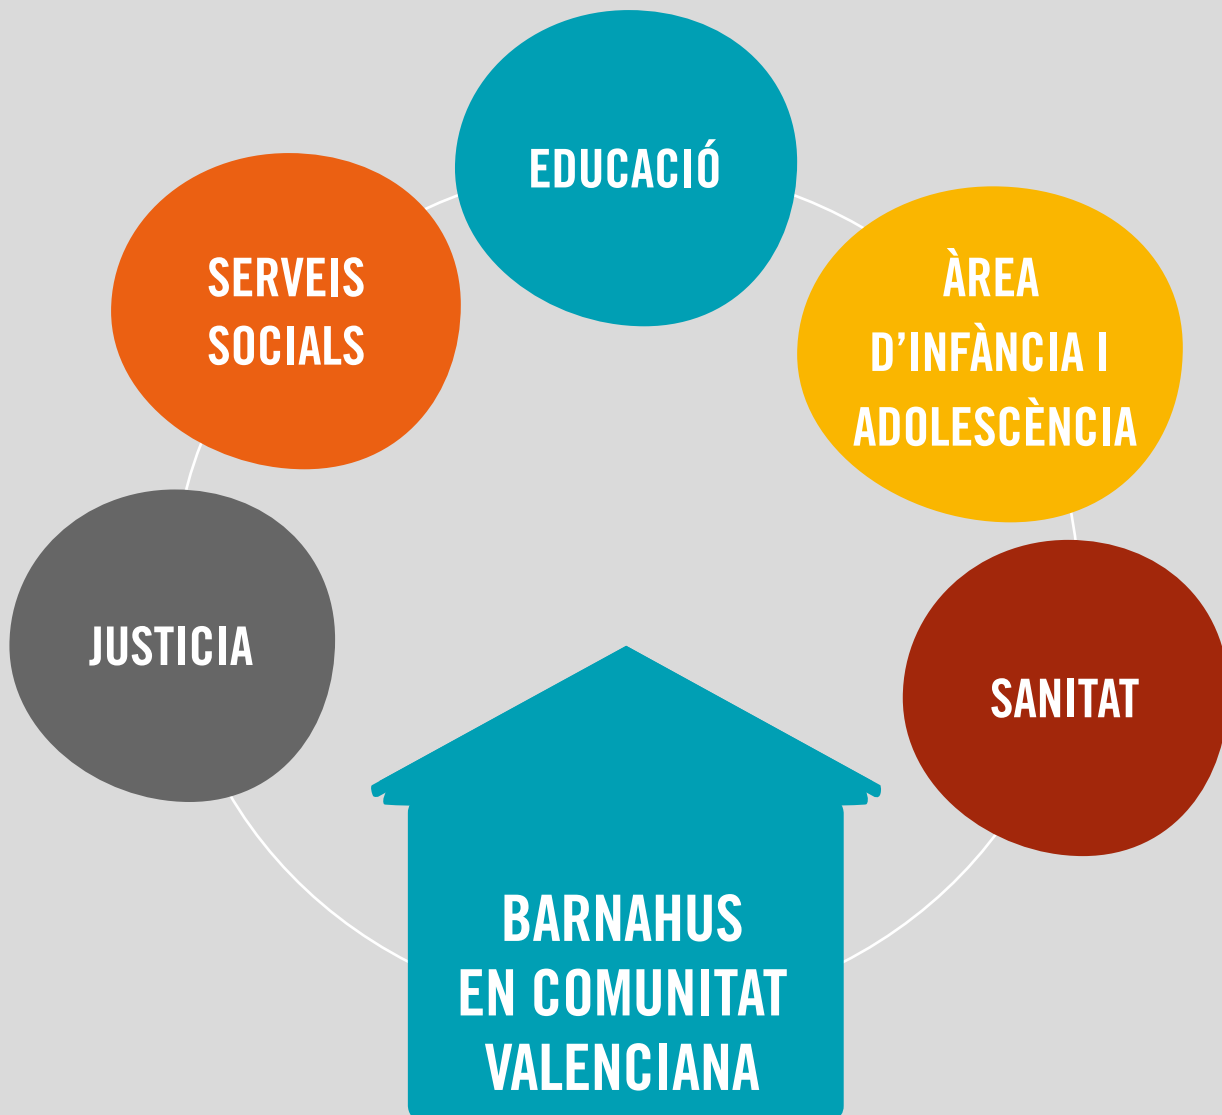 EDUCACIÓ
SERVEIS
SOCIALS
ÀREA
D'INFÀNCIA I
ADOLESCÈNCIA
JUSTICIA
SANITAT
BARNAHUS
EN COMUNITAT
VALENCIANA